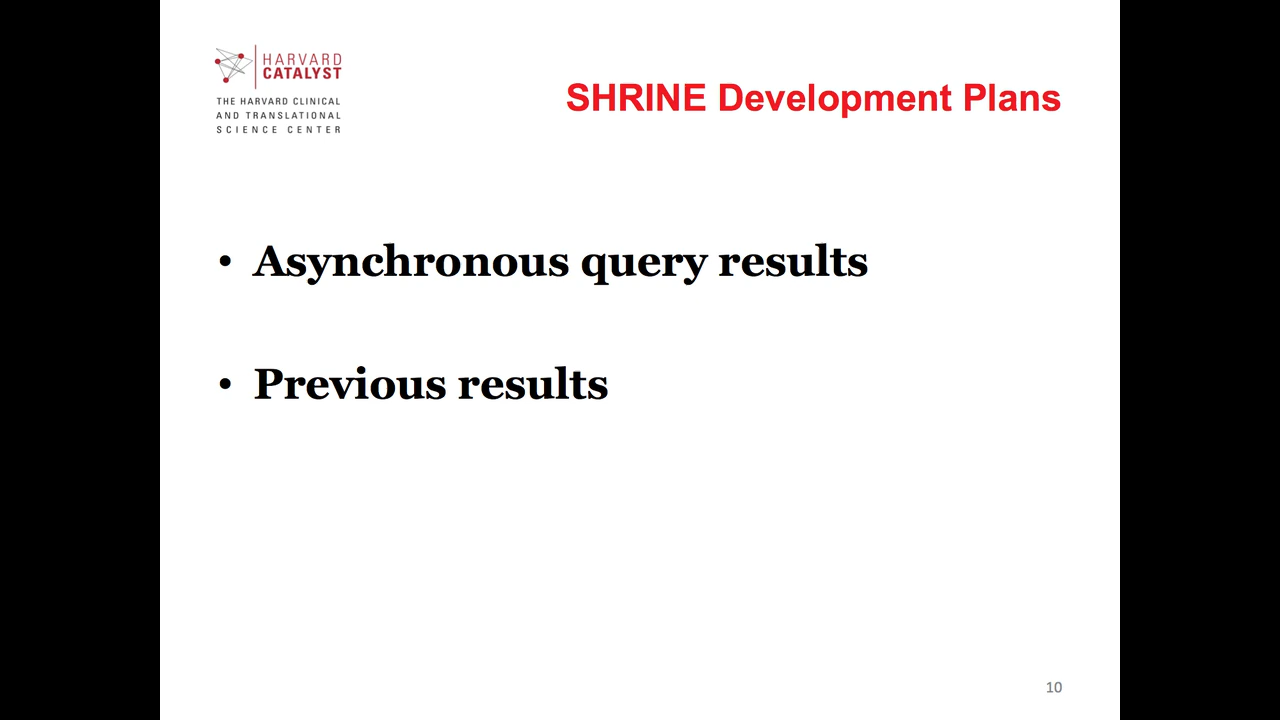 HARVARD
CATALYST
THE HARVARD CLINICAL
AND TRANSLATIONAL
SCIENCE CENTER
SHRINE Development Plans
• Asynchronous query results
• Previous results
10